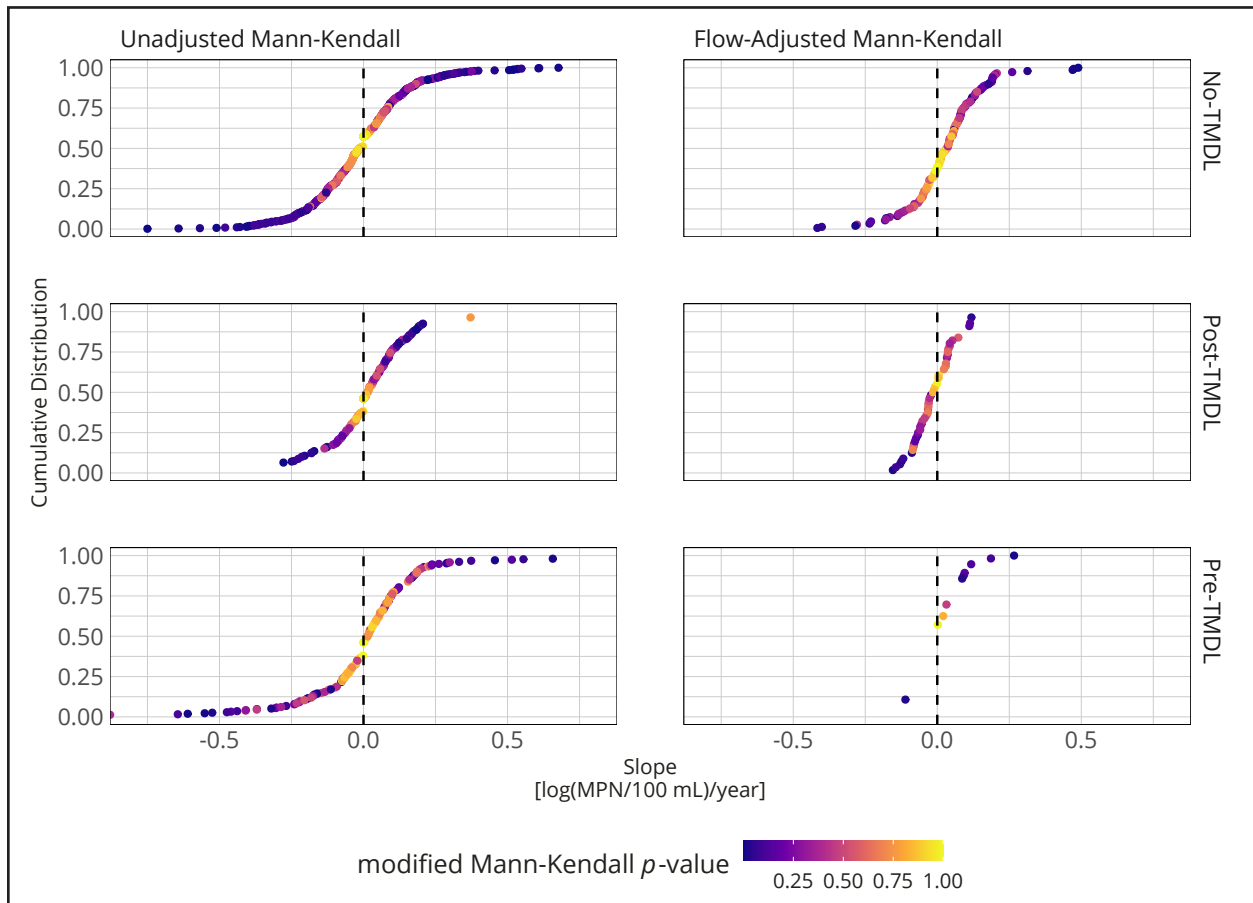 Unadjusted Mann-Kendall
Flow-Adjusted Mann-Kendall
1.00
0.75
0.50
0.25
0.00
No-TMDL
1.00
0.75
0.50
0.25
0.00
Post-TMDL
1.00
0.75
0.50
0.25
0.00
Pre-TMDL
Cumulative Distribution
-0.5
0.0
0.5
-0.5
0.0
0.5
Slope
[log(MPN/100 mL)/year]
modified Mann-Kendall p-value
0.25 0.50 0.75 1.00